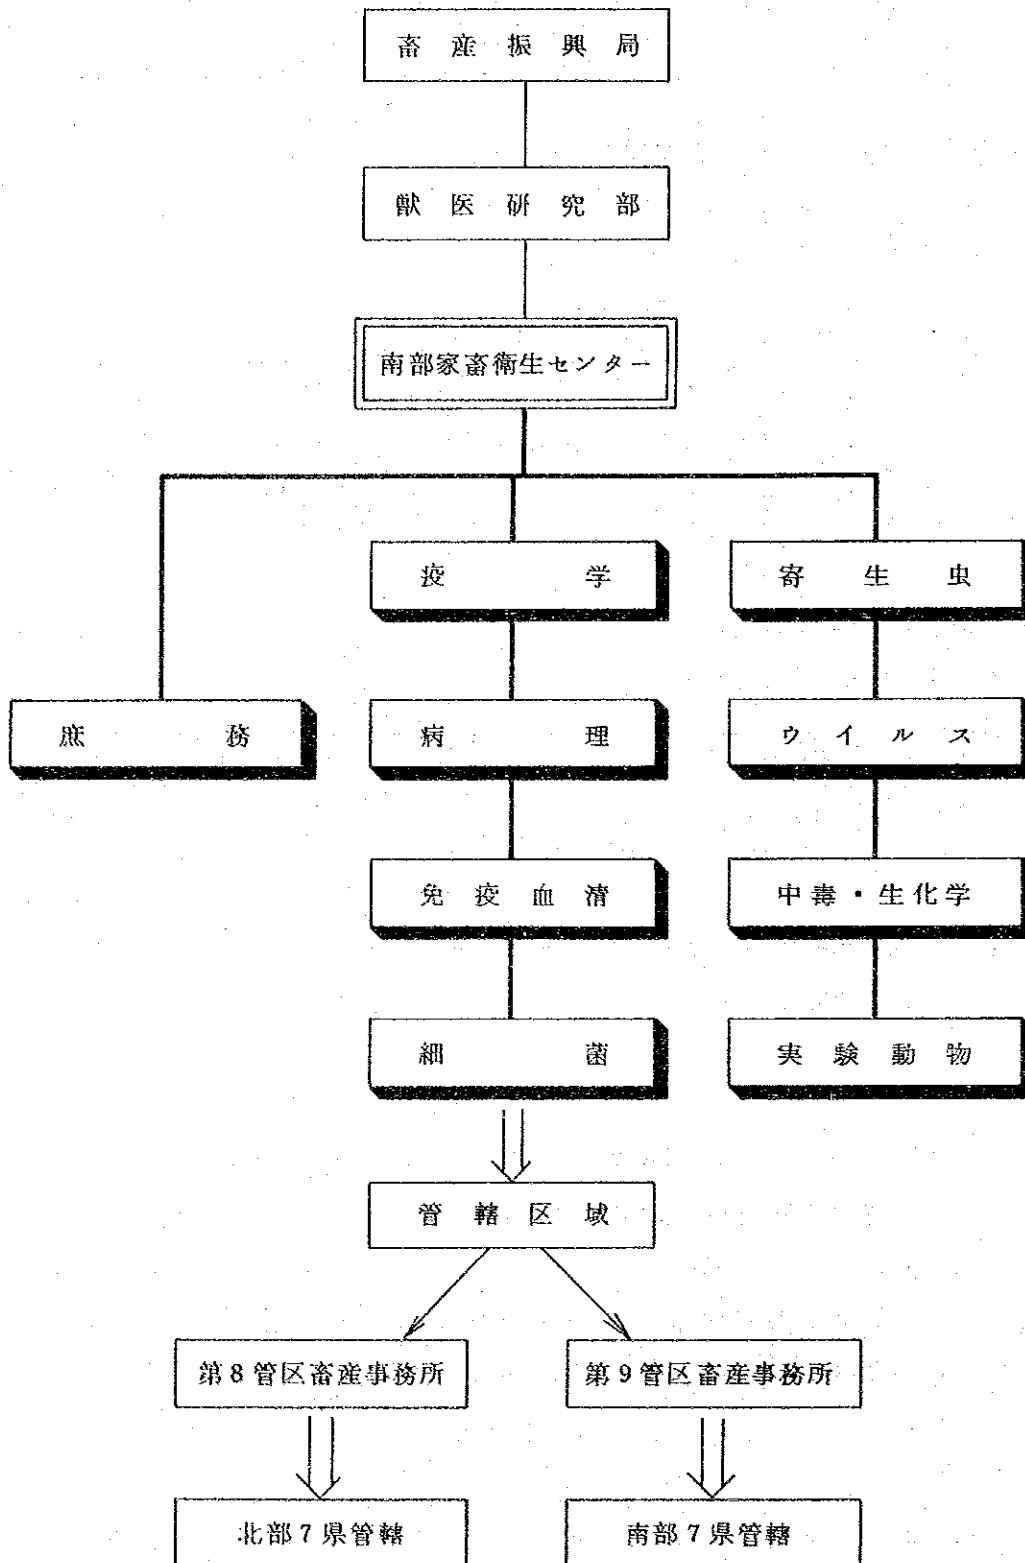 畜産振興局
獣医研究部
南部家畜衛生センター
疫学
寄生虫
庶務
病理
ウイルス
免疫血清
中毒・生化学
細菌
実験動物
管轄区域
第8管区畜産事務所
第9管区畜産事務所
北部7県管轄
南部7県管轄